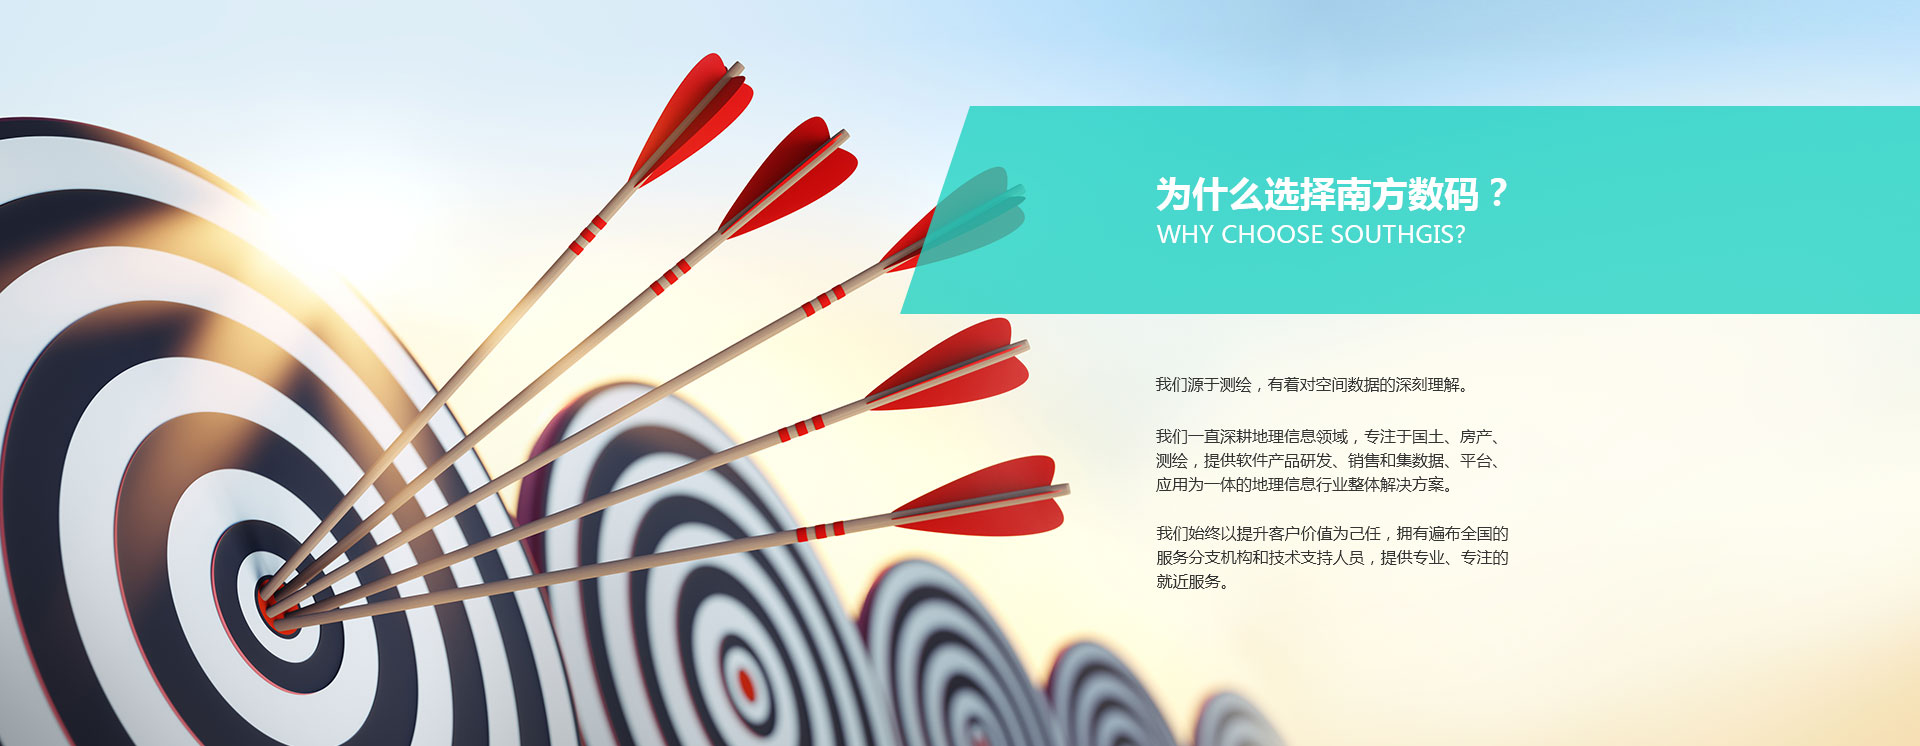 为什么选择南方数码？
WHY CHOOSE SOUTHGIS?
我们源于测绘，有着对空间数据的深刻理解。
我们一直深耕地理信息领域，专注于国土、房产、
测绘，提供软件产品研发、销售和集数据、平台、
应用为一体的地理信息行业整体解决方案。
我们始终以提升客户价值为己任，拥有遍布全国的
服务分支机构和技术支持人员，提供专业、专注的
就近服务。